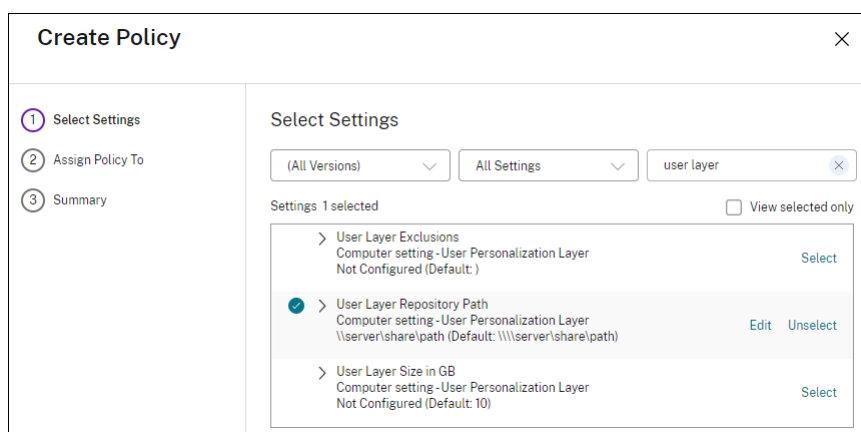 Create Policy
1 Select Settings
2 Assign Policy To
3 Summary
Select Settings
(All Versions) All Settings user layer
Settings 1 selected View selected only
User Layer Exclusions
Computer setting - User Personalization Layer
Not Configured (Default: )
Select
User Layer Repository Path
Computer setting - User Personalization Layer
\\server\share\path (Default: \\\\server\share\path)
Edit Unselect
User Layer Size in GB
Computer setting - User Personalization Layer
Not Configured (Default: 10)
Select